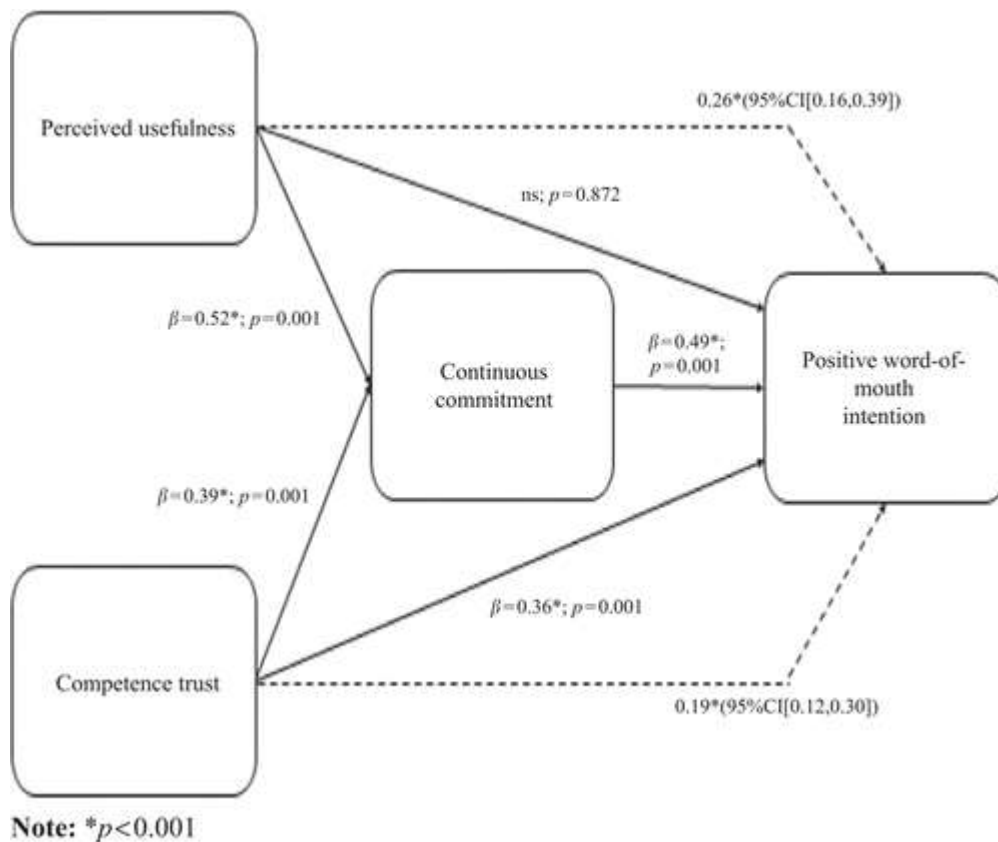 0.26*(95%CI[0.16,0.39])
Perceived usefulness
ns; p=0.872
β=0.52*; p=0.001
β=0.49*;
p=0.001
Continuous
commitment
Positive word-of-
mouth
intention
β=0.39*; p=0.001
β=0.36*; p=0.001
Competence trust
0.19*(95%CI[0.12,0.30])
Note: *p<0.001